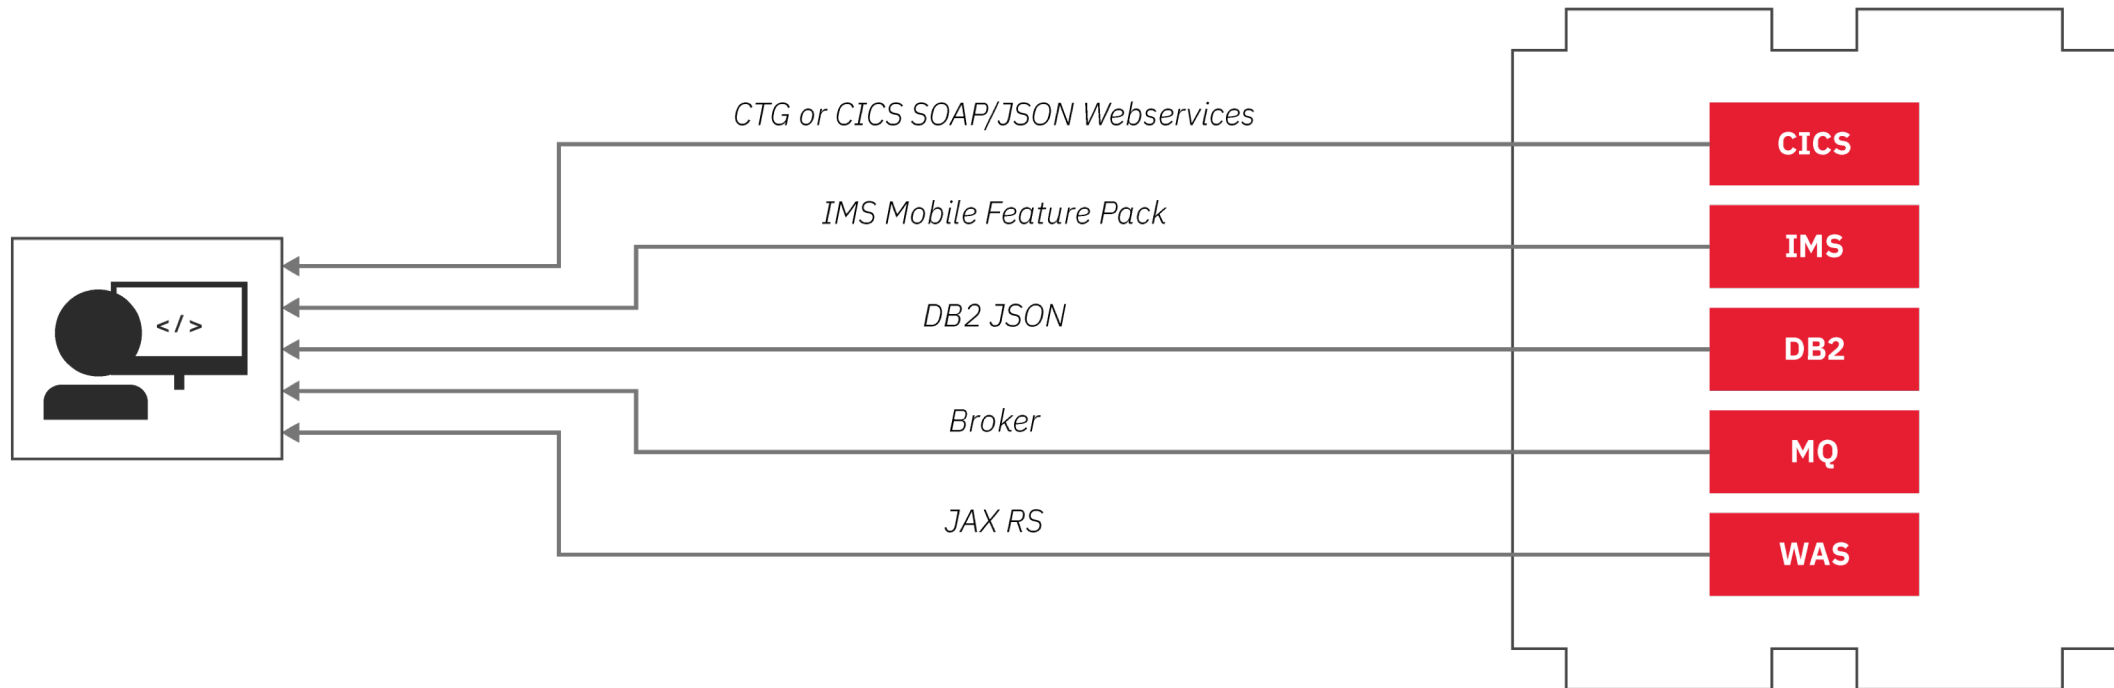 CTG or CICS SOAP/JSON Webservices
CICS
IMS Mobile Feature Pack
IMS
</>
DB2 JSON
DB2
Broker
MQ
JAX RS
WAS